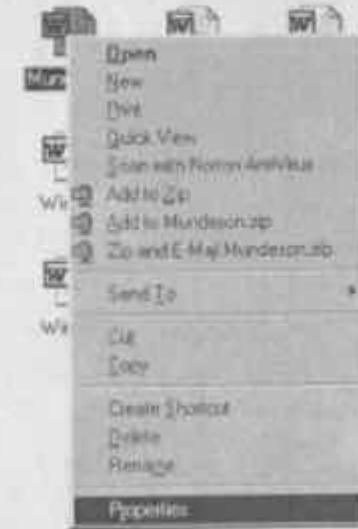 Open
New
Print
Quick View
Scan with Norton AntiVirus
Add to Zip
Add to Mundeson.zip
Zip and E-Mail Mundeson.zip
Send To
Cut
Copy
Create Shortcut
Delete
Rename
Properties